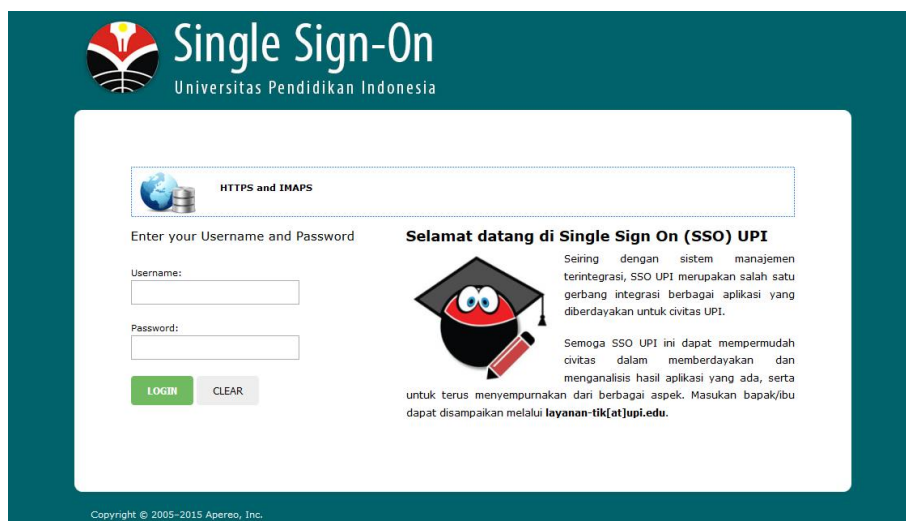 Single Sign-On
Universitas Pendidikan Indonesia
HTTPS and IMAPS
Enter your Username and Password
Username:
Password:
LOGIN
CLEAR
Selamat datang di Single Sign On (SSO) UPI
Seiring dengan sistem manajemen
terintegrasi, SSO UPI merupakan salah satu
gerbang integrasi berbagai aplikasi yang
diberdayakan untuk civitas UPI.
Semoga SSO UPI ini dapat mempermudah
civitas dalam memberdayakan dan
menganalisis hasil aplikasi yang ada, serta
untuk terus menyempurnakan dari berbagai aspek. Masukan bapak/ibu
dapat disampaikan melalui layanan-tik[at]upi.edu.
Copyright © 2005–2015 Apereo, Inc.